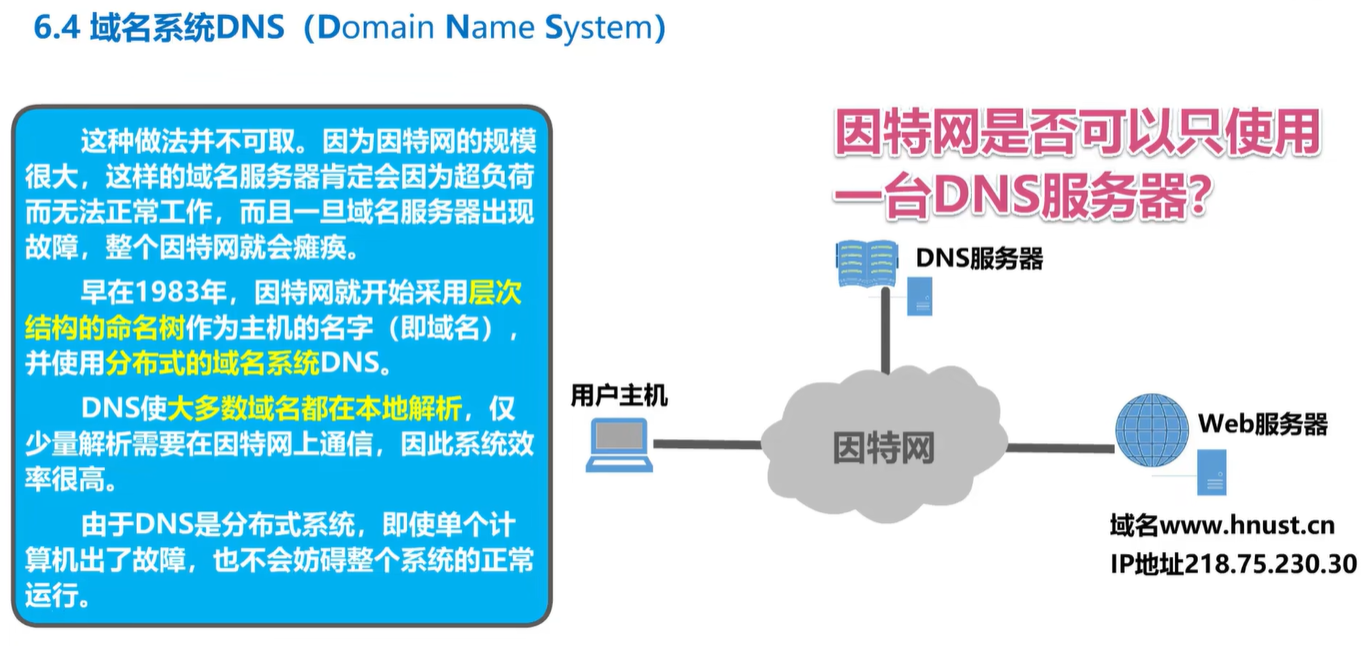 6.4 域名系统DNS（Domain Name System）
因特网是否可以只使用
一台DNS服务器？
这种做法并不可取。因为因特网的规模
很大，这样的域名服务器肯定会因为超负荷
而无法正常工作，而且一旦域名服务器出现
故障，整个因特网就会瘫痪。
早在1983年，因特网就开始采用层次
结构的命名树作为主机的名字（即域名），
并使用分布式的域名系统DNS。
DNS使大多数域名都在本地解析，仅
少量解析需要在因特网上通信，因此系统效
率很高。
由于DNS是分布式系统，即使单个计
算机出了故障，也不会妨碍整个系统的正常
运行。
DNS服务器
用户主机
因特网
Web服务器
域名www.hnust.cn
IP地址218.75.230.30